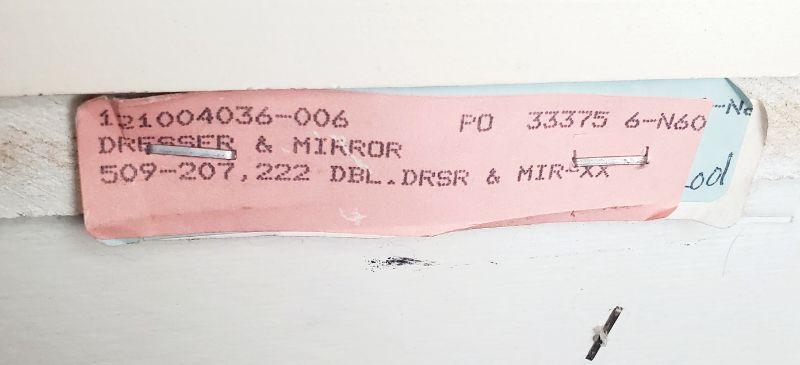 121004036-006 PO 33375 6-N60
DRESSER & MIRROR
509-207,222 DBL.DRSR & MIR-XX